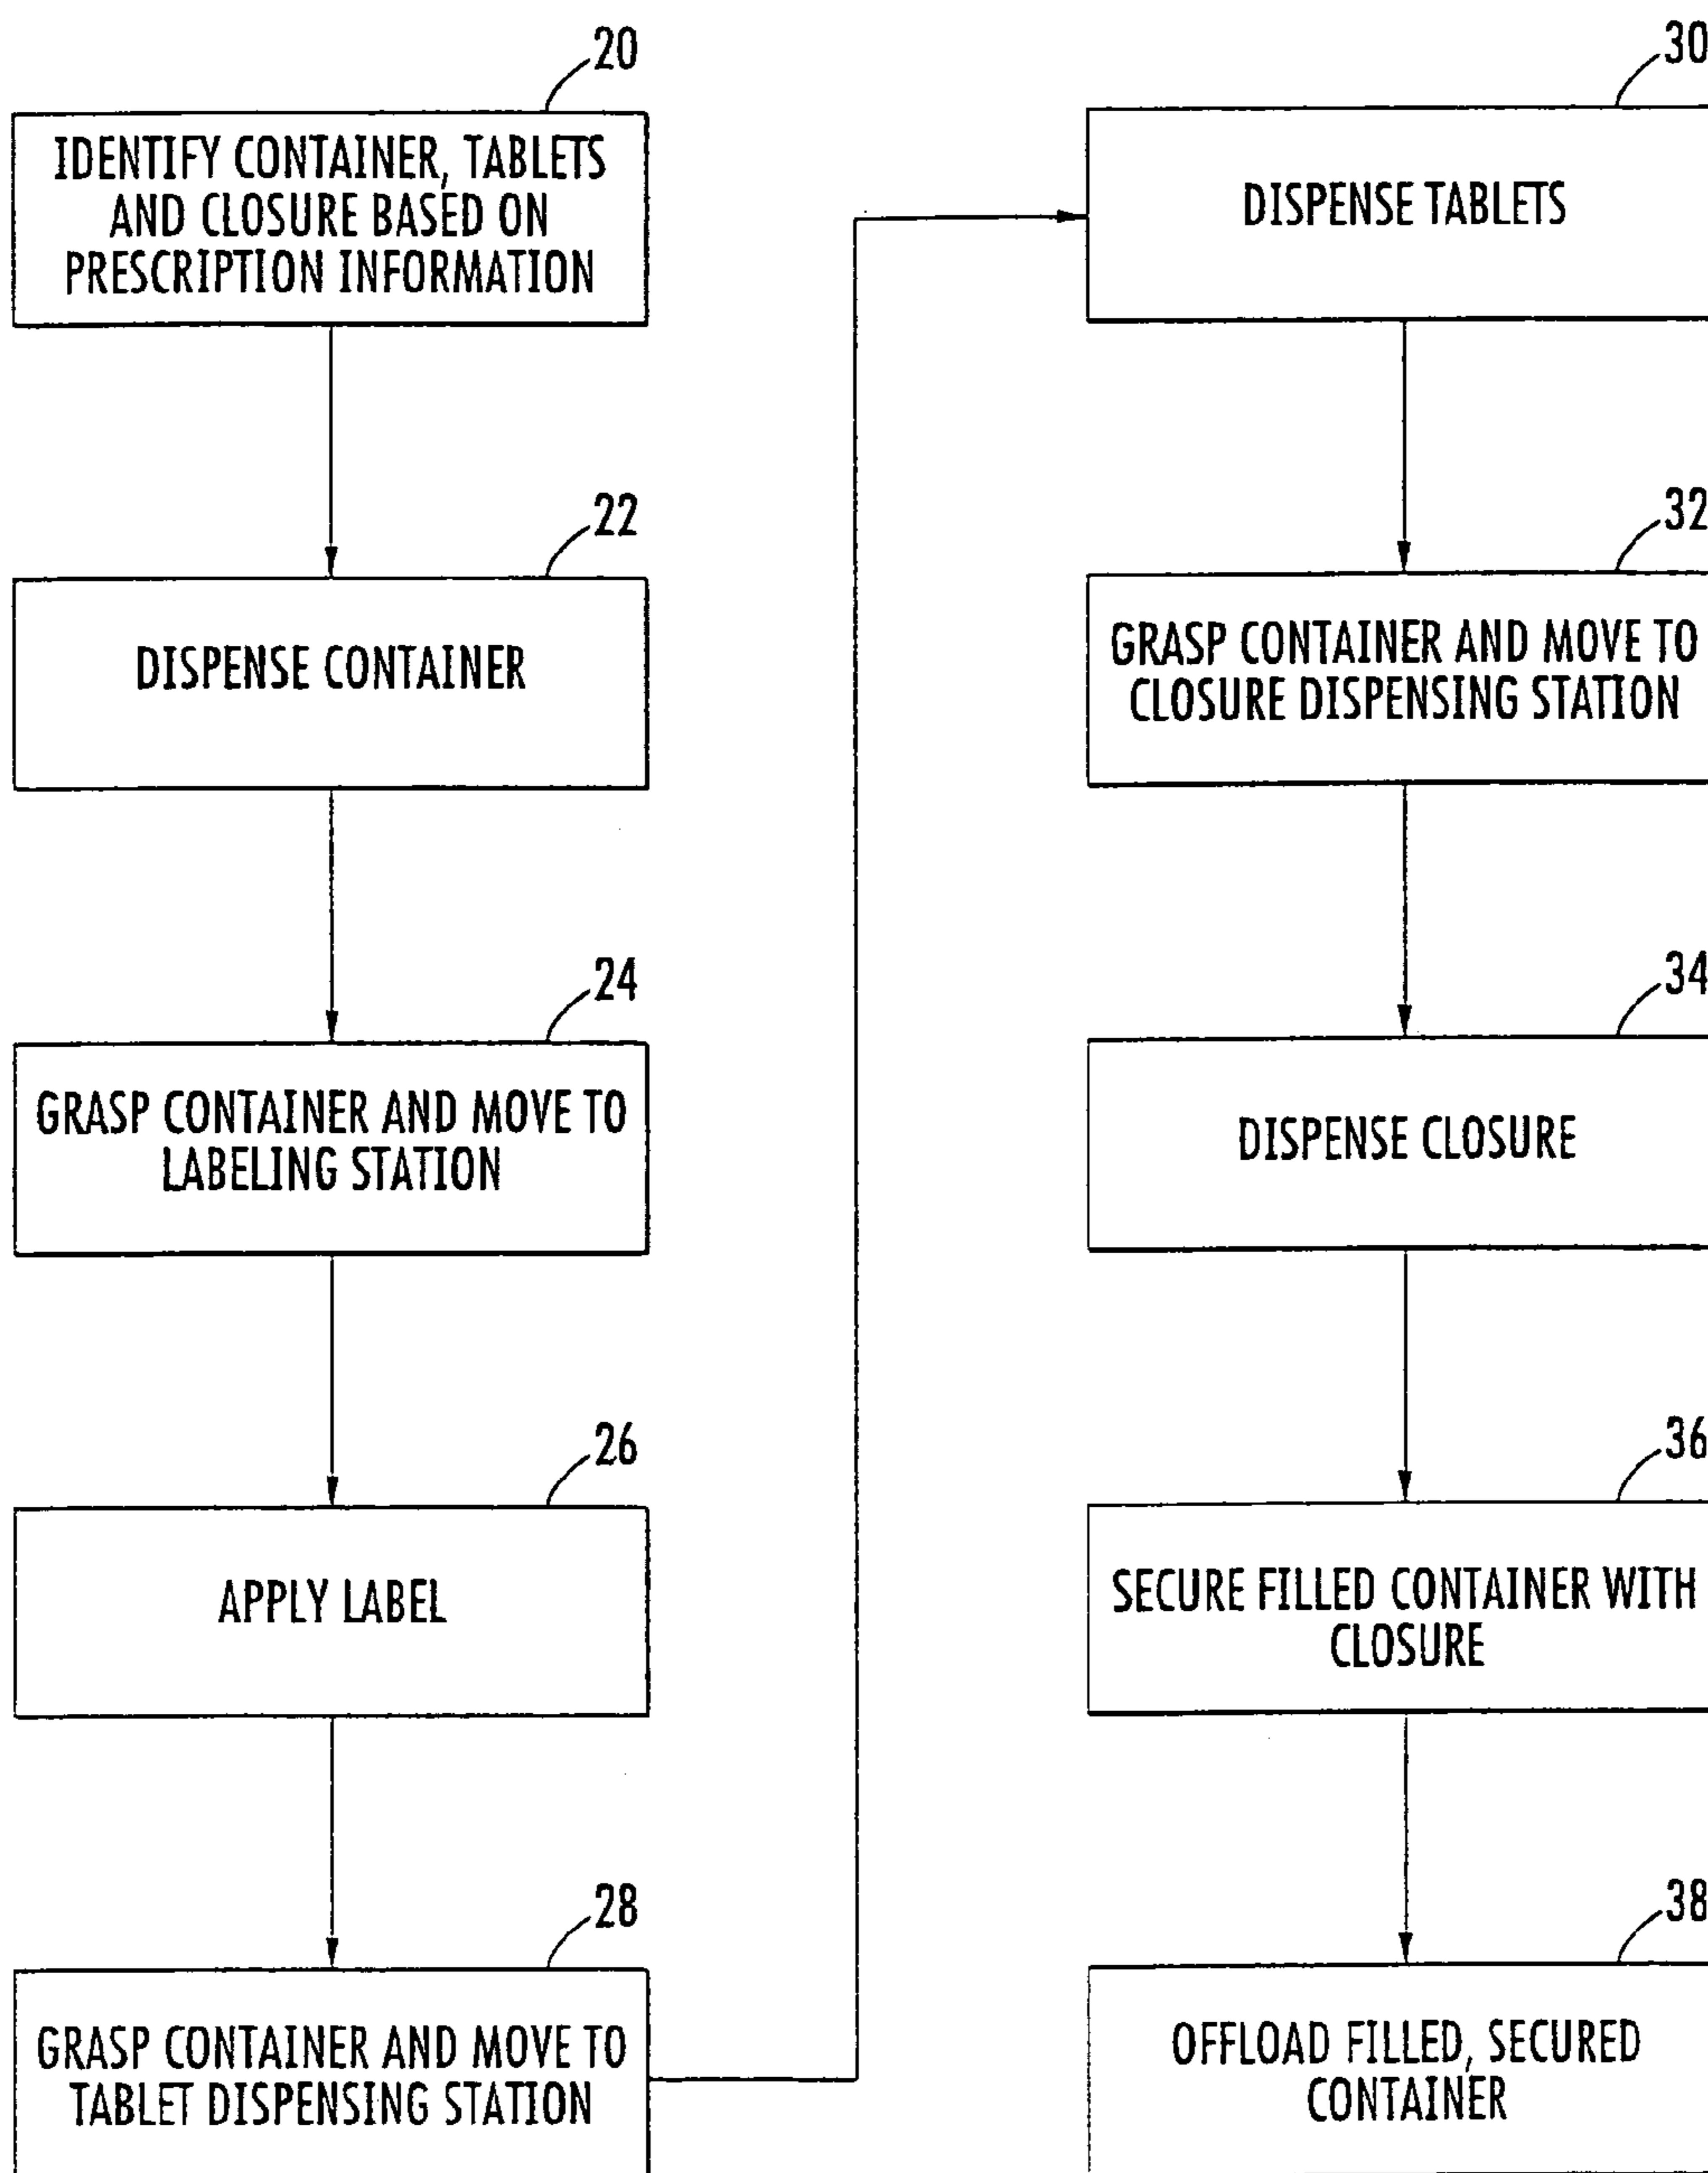 20
IDENTIFY CONTAINER, TABLETS
AND CLOSURE BASED ON
PRESCRIPTION INFORMATION
22
DISPENSE CONTAINER
24
GRASP CONTAINER AND MOVE TO
LABELING STATION
26
APPLY LABEL
28
GRASP CONTAINER AND MOVE TO
TABLET DISPENSING STATION
30
DISPENSE TABLETS
32
GRASP CONTAINER AND MOVE TO
CLOSURE DISPENSING STATION
34
DISPENSE CLOSURE
36
SECURE FILLED CONTAINER WITH
CLOSURE
38
OFFLOAD FILLED, SECURED
CONTAINER